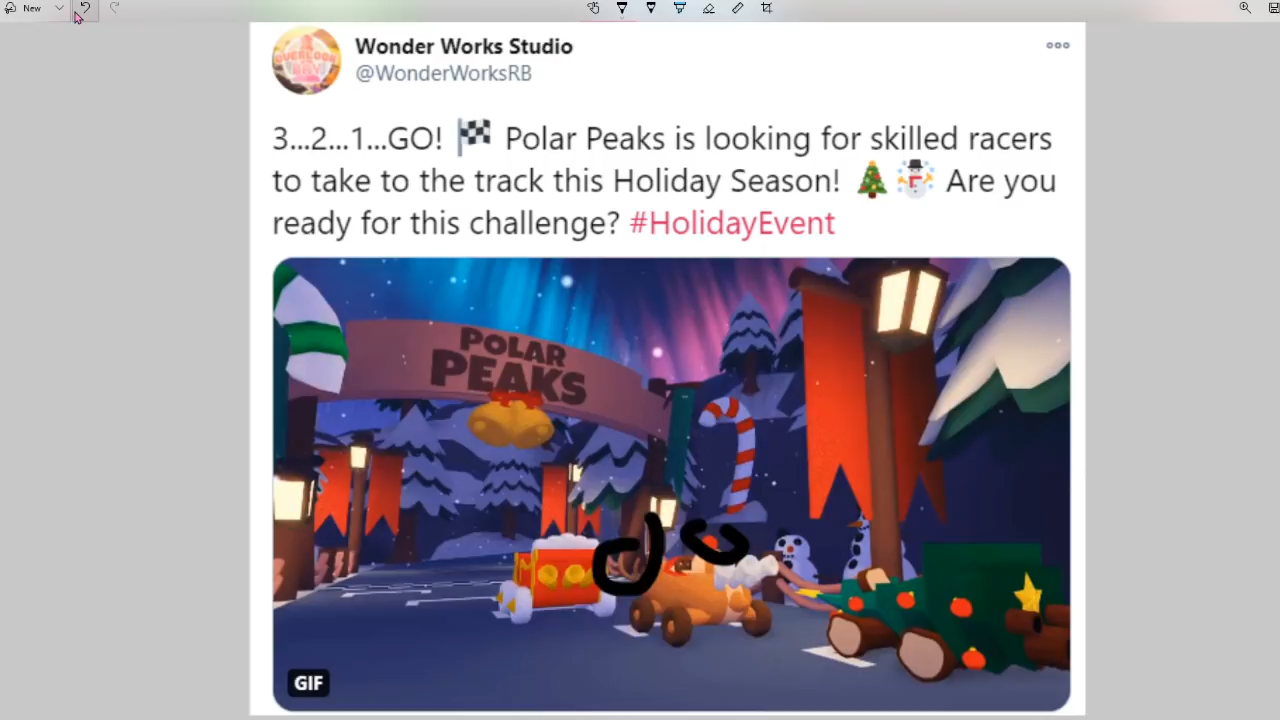 New
Wonder Works Studio
@WonderWorksRB
3...2...1...GO! 🏁 Polar Peaks is looking for skilled racers
to take to the track this Holiday Season! 🎄☃️ Are you
ready for this challenge? #HolidayEvent
POLAR
PEAKS
GIF